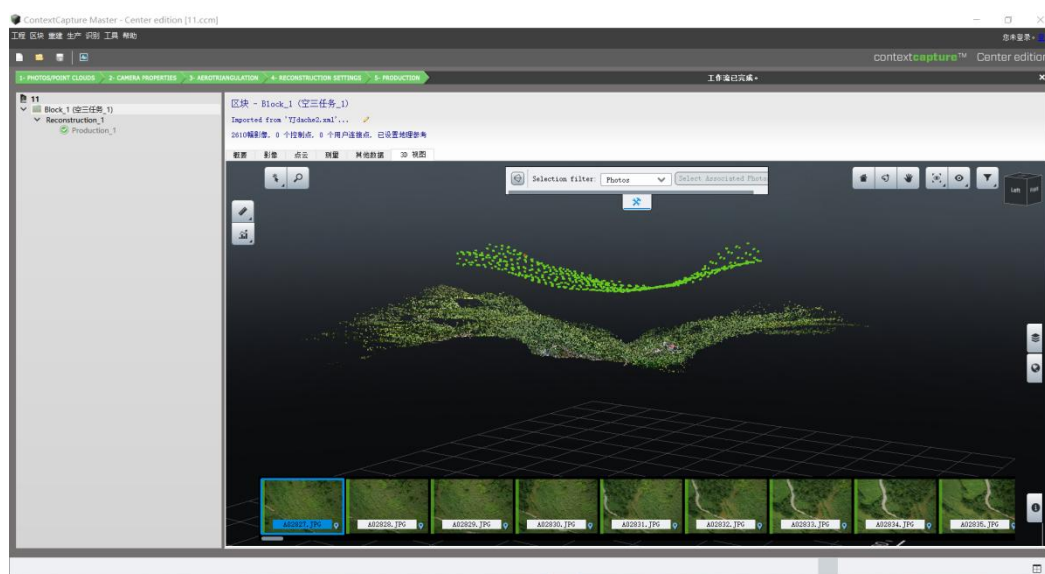 ContextCapture Master - Center edition [11.ccm]
工程 区块 重建 生产 识别 工具 帮助
您未登录。
contextcapture™ Center edition
1- PHOTOS/POINT CLOUDS 2- CAMERA PROPERTIES 3- AEROTRIANGULATION 4- RECONSTRUCTION SETTINGS 5- PRODUCTION 工作流已完成。
11
Block_1 (空三任务_1)
Reconstruction_1
Production_1
区块 - Block_1 (空三任务_1)
Imported from 'YJdsche2.xml'...
2610幅影像, 0 个控制点, 0 个用户连接点, 已设置地理参考
概要 影像 点云 测量 其他数据 3D 视图
Selection filter: Photos Select Associated Photo
Left
A02827.JPG A02828.JPG A02829.JPG A02830.JPG A02831.JPG A02832.JPG A02833.JPG A02834.JPG A02835.JPG